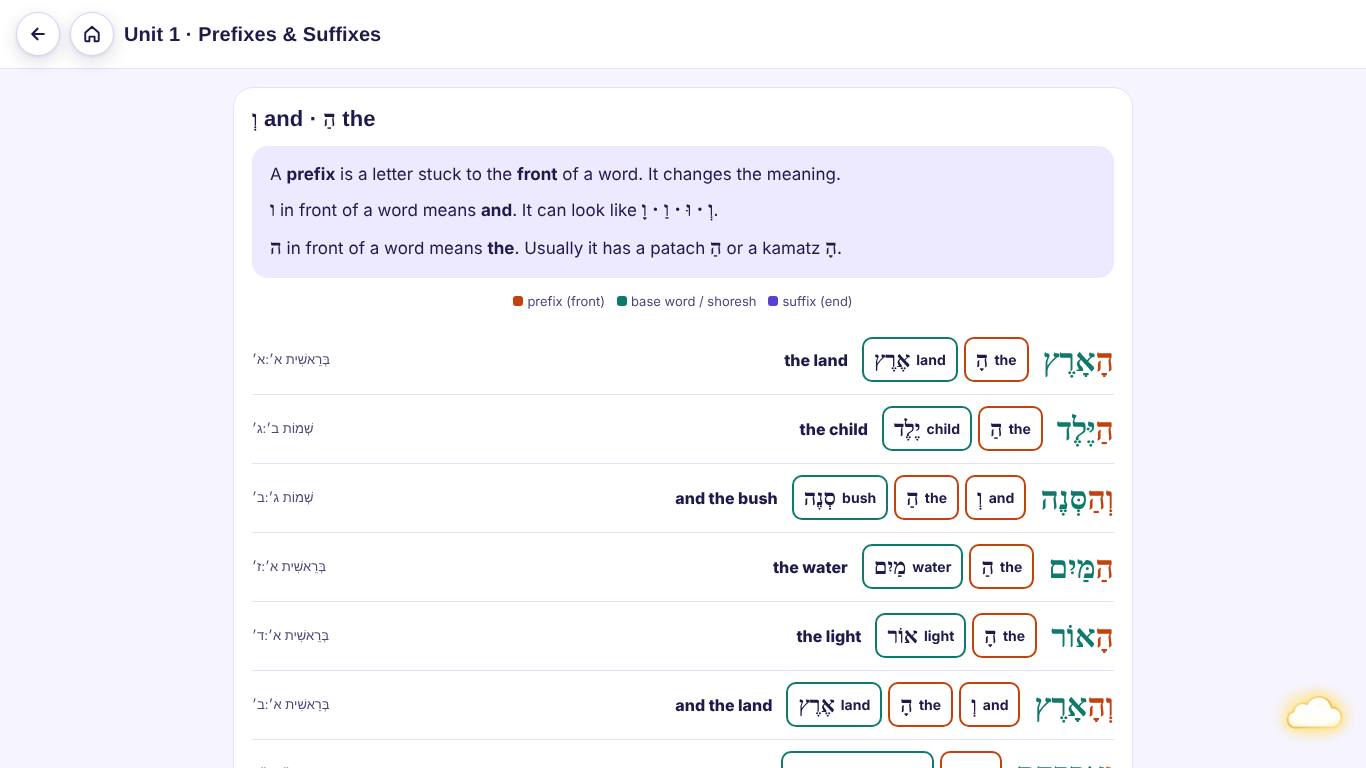 Unit 1 · Prefixes & Suffixes
וְ and · הַ the
A prefix is a letter stuck to the front of a word. It changes the meaning.
ו in front of a word means and. It can look like וְ · וּ · וַ · וָ.
ה in front of a word means the. Usually it has a patach הַ or a kamatz הָ.
prefix (front) base word / shoresh suffix (end)
הָאָרֶץ the הָ land אֶרֶץ the land בְּרֵאשִׁית א׳:א׳
הַיֶּלֶד the הַ child יֶלֶד the child שְׁמוֹת ב׳:ג׳
וְהַסְּנֶה and וְ the הַ bush סְנֶה and the bush שְׁמוֹת ג׳:ב׳
הַמַּיִם the הַ water מַיִם the water בְּרֵאשִׁית א׳:ז׳
הָאוֹר the הָ light אוֹר the light בְּרֵאשִׁית א׳:ד׳
וְהָאָרֶץ and וְ the הָ land אֶרֶץ and the land בְּרֵאשִׁית א׳:ב׳